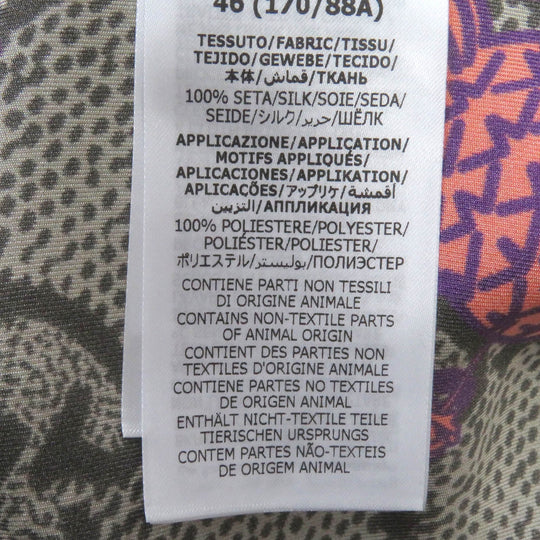 46 (170/88A)
TESSUTO/FABRIC/TISSU/
TEJIDO/GEWEBE/TECIDO/
本体/قماش/ТКАНЬ
100% SETA/SILK/SOIE/SEDA/
SEIDE/シルク/حرير/ШЁЛК
APPLICAZIONE/APPLICATION/
MOTIFS APPLIQUÉS/
APLICACIONES/APPLIKATION/
APLICAÇÕES/アップリケ/أقمشة
التزيين/АППЛИКАЦИЯ
100% POLIESTERE/POLYESTER/
POLIÉSTER/POLIESTER/
ポリエステル/بوليستر/ПОЛИЭСТЕР
CONTIENE PARTI NON TESSILI
DI ORIGINE ANIMALE
CONTAINS NON-TEXTILE PARTS
OF ANIMAL ORIGIN
CONTIENT DES PARTIES NON
TEXTILES D'ORIGINE ANIMALE
CONTIENE PARTES NO TEXTILES
DE ORIGEN ANIMAL
ENTHÄLT NICHT-TEXTILE TEILE
TIERISCHEN URSPRUNGS
CONTEM PARTES NÃO-TEXTEIS
DE ORIGEM ANIMAL